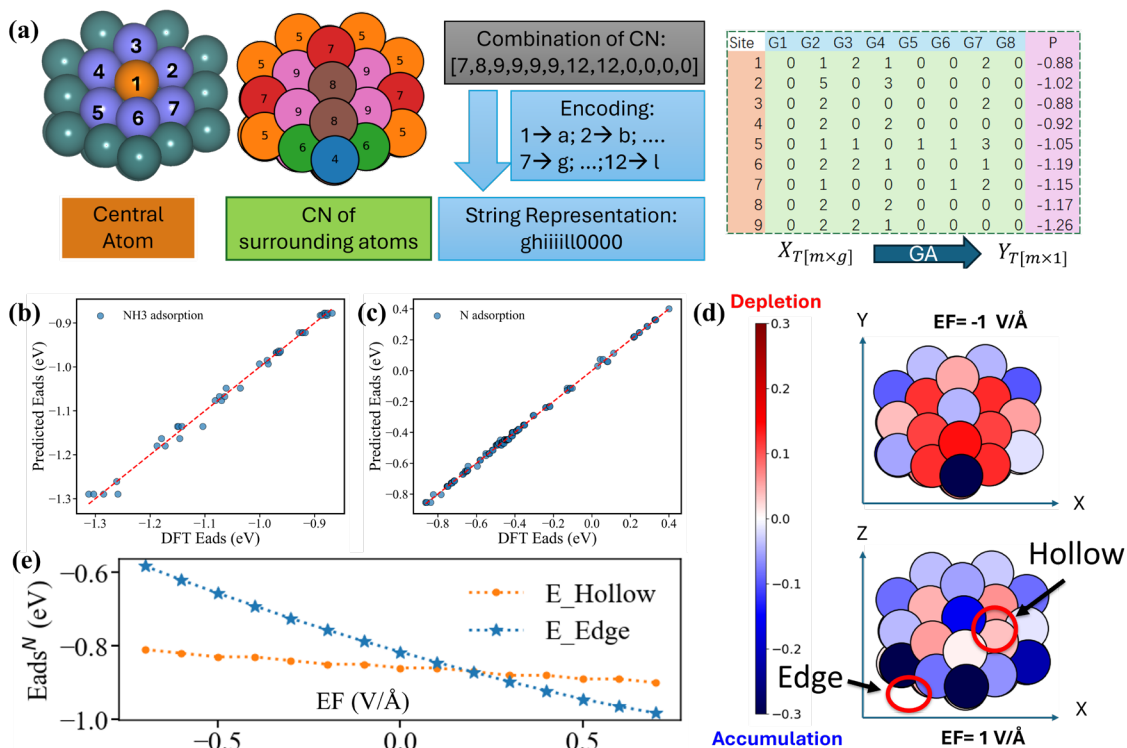 (a)
3
4
2
1
5
7
6
5
5
7
5
5
9
9
8
7
7
9
9
8
5
5
6
6
4
Central
Atom
CN of
surrounding atoms
Combination of CN:
[7,8,9,9,9,9,12,12,0,0,0,0]
Encoding:
1→ a; 2→ b; ....
7→ g; ...;12→ l
String Representation:
ghiiiill0000
Site G1 G2 G3 G4 G5 G6 G7 G8 P
1 0 1 2 1 0 0 2 0 -0.88
2 0 5 0 3 0 0 0 0 -1.02
3 0 2 0 0 0 0 2 0 -0.88
4 0 2 0 2 0 0 0 0 -0.92
5 0 1 1 0 1 1 3 0 -1.05
6 0 2 2 1 0 0 1 0 -1.19
7 0 1 0 0 0 1 2 0 -1.15
8 0 2 0 2 0 0 0 0 -1.17
9 0 2 2 1 0 0 0 0 -1.26
X_T[m×g] GA Y_T[m×1]
(b)
NH3 adsorption
Predicted Eads (eV)
−0.9
−1.0
−1.1
−1.2
−1.3
−1.3 −1.2 −1.1 −1.0 −0.9
DFT Eads (eV)
(c)
N adsorption
Predicted Eads (eV)
0.4
0.2
0.0
−0.2
−0.4
−0.6
−0.8
−0.8 −0.6 −0.4 −0.2 0.0 0.2 0.4
DFT Eads (eV)
(d)
Depletion
0.3
0.2
0.1
0.0
−0.1
−0.2
−0.3
Accumulation
Y
EF= -1 V/Å
X
Z
Hollow
Edge
X
EF= 1 V/Å
(e)
Eads^N (eV)
−0.6
−0.8
−1.0
E_Hollow
E_Edge
EF (V/Å)
−0.5 0.0 0.5